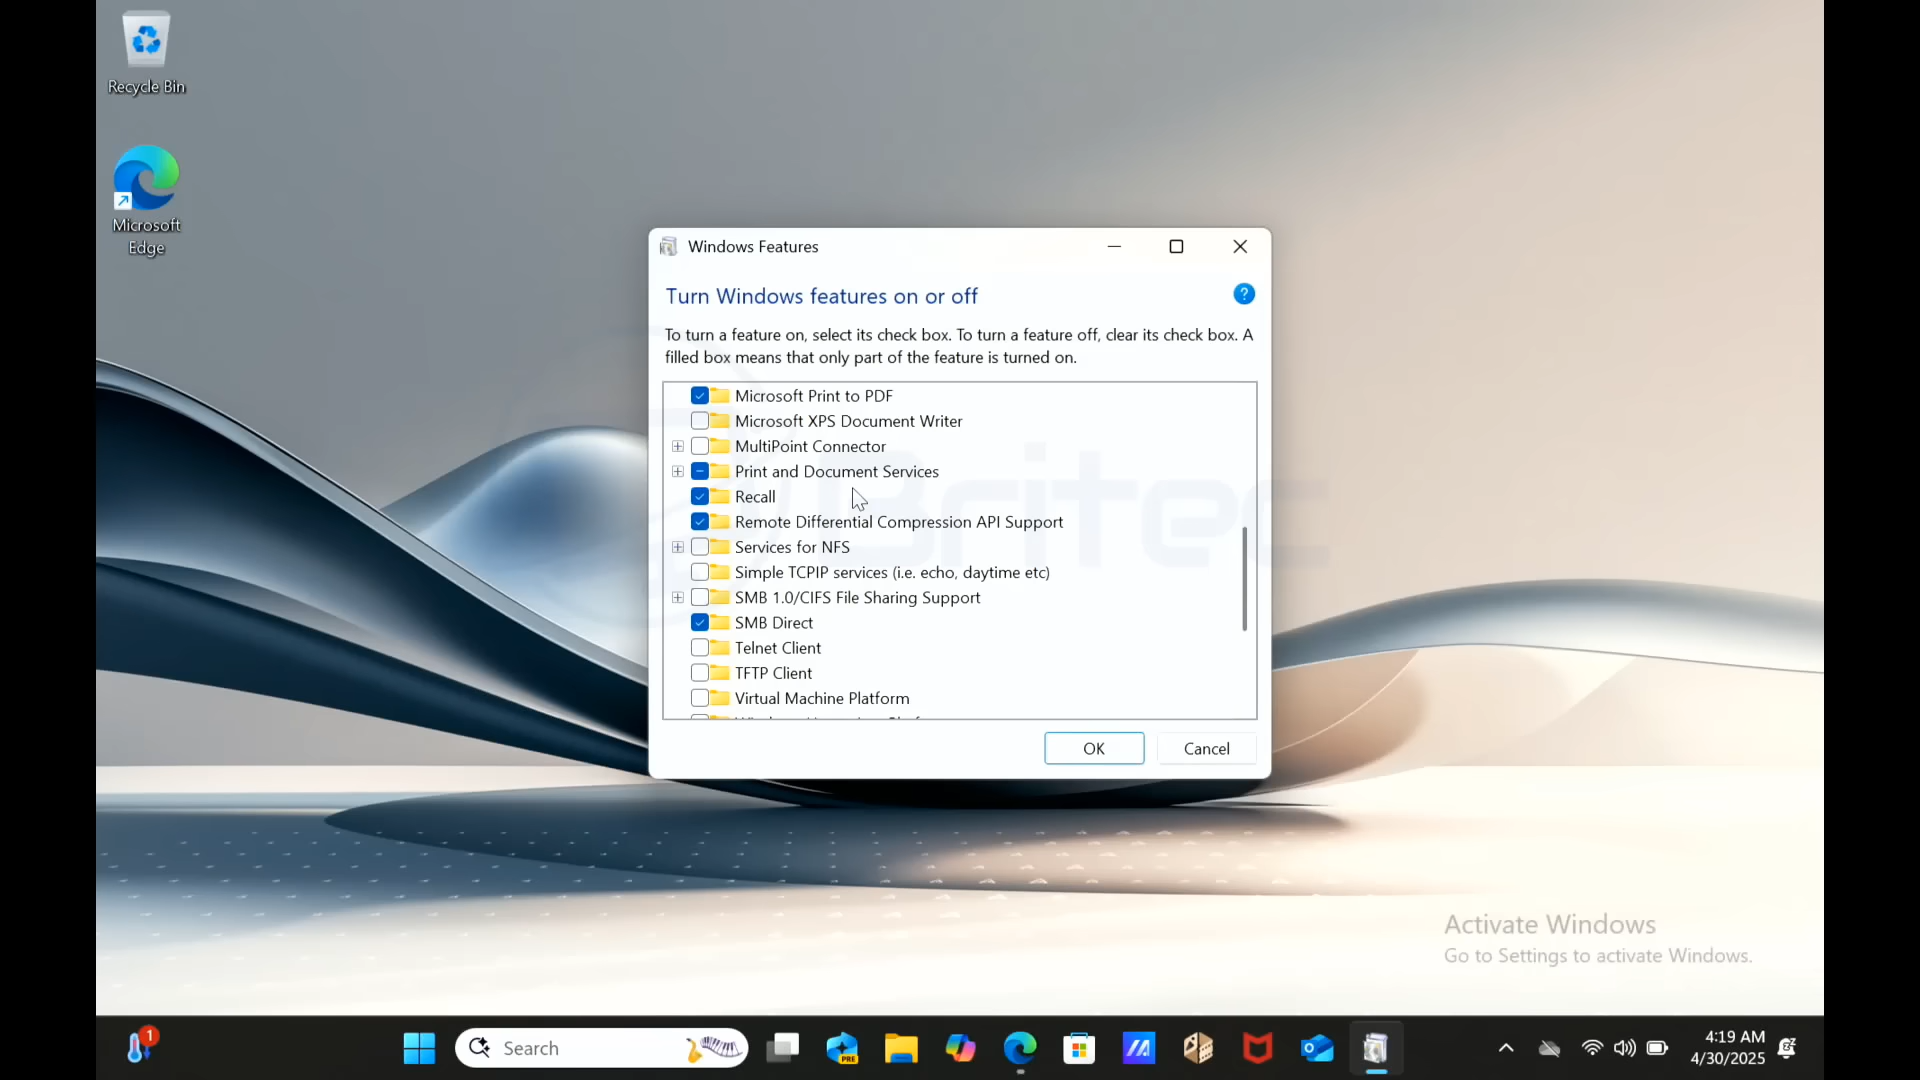 Recycle Bin
Microsoft
Edge
Windows Features
Turn Windows features on or off
?
To turn a feature on, select its check box. To turn a feature off, clear its check box. A
filled box means that only part of the feature is turned on.
Microsoft Print to PDF
Microsoft XPS Document Writer
MultiPoint Connector
Print and Document Services
Recall
Remote Differential Compression API Support
Services for NFS
Simple TCPIP services (i.e. echo, daytime etc)
SMB 1.0/CIFS File Sharing Support
SMB Direct
Telnet Client
TFTP Client
Virtual Machine Platform
OK
Cancel
Britec
Activate Windows
Go to Settings to activate Windows.
1
Search
PRE
4:19 AM
4/30/2025